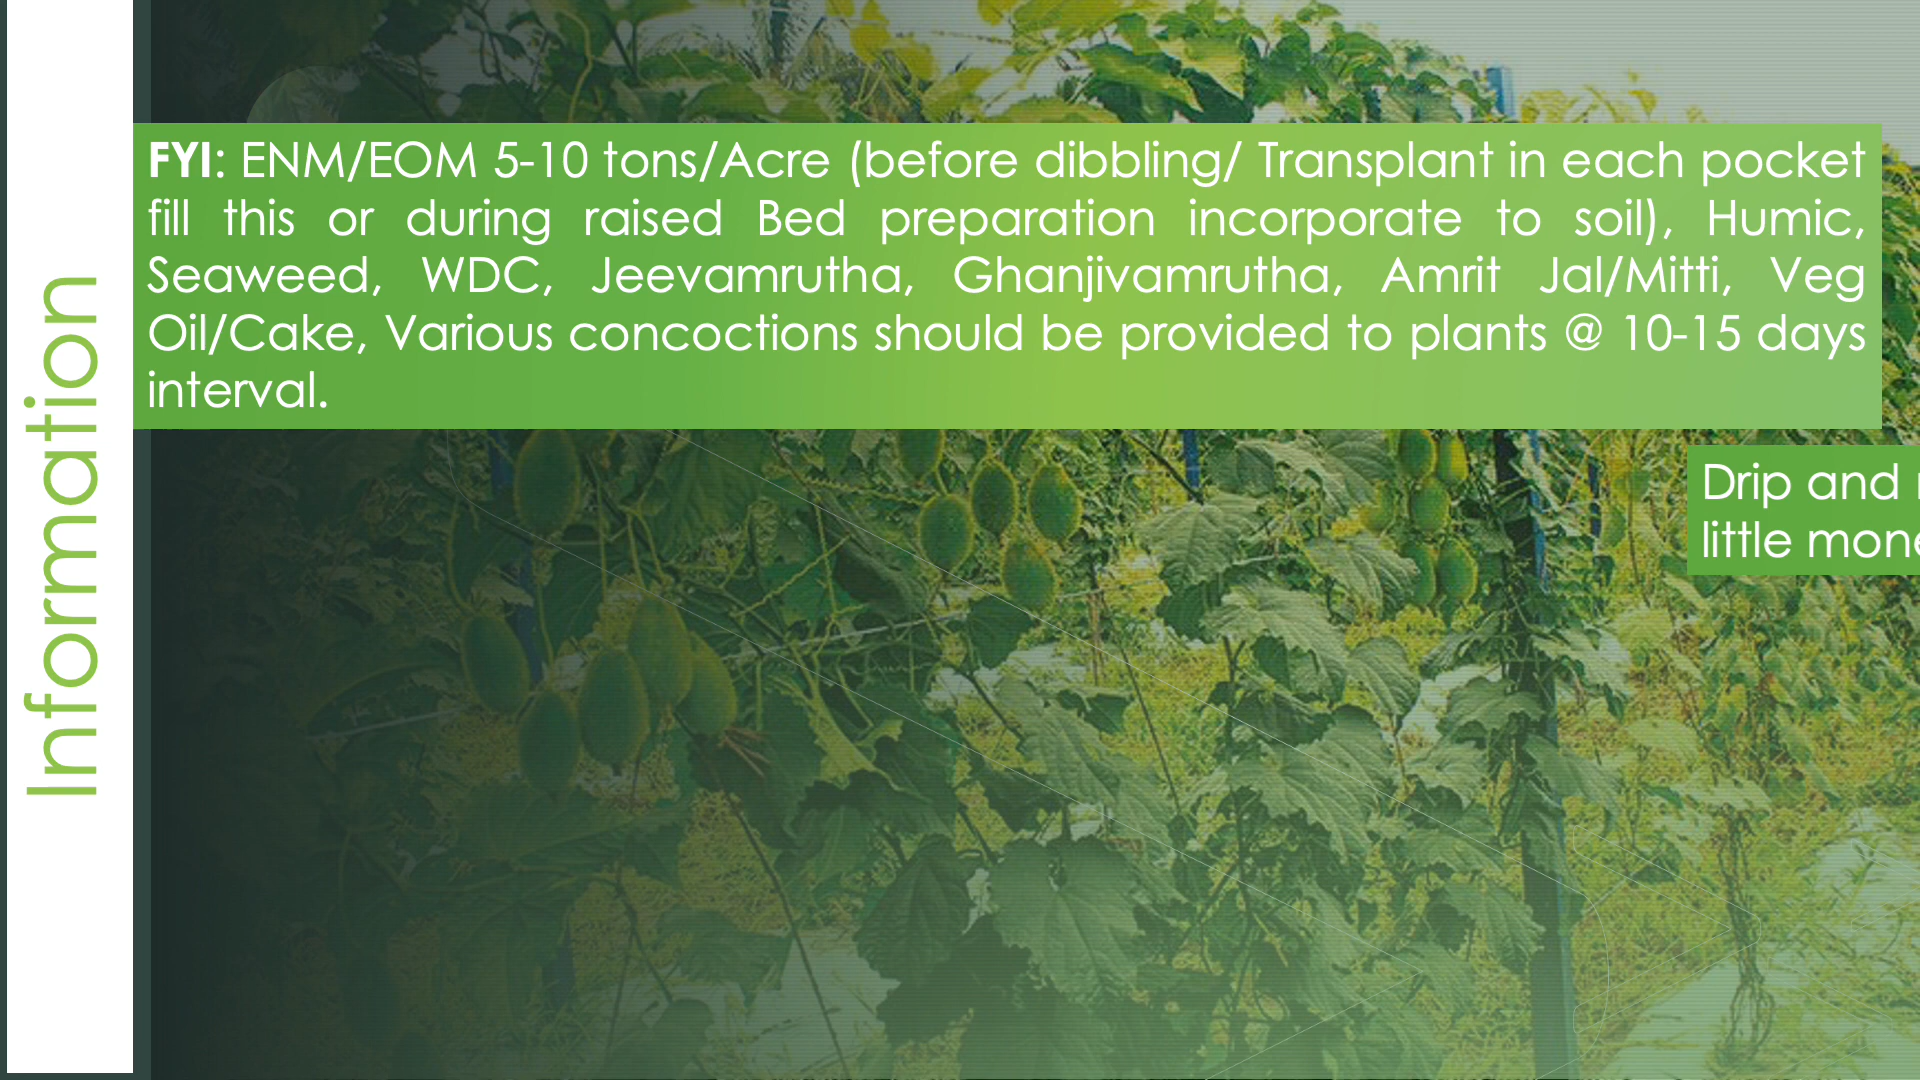 Information
FYI: ENM/EOM 5-10 tons/Acre (before dibbling/ Transplant in each pocket
fill this or during raised Bed preparation incorporate to soil), Humic,
Seaweed, WDC, Jeevamrutha, Ghanjivamrutha, Amrit Jal/Mitti, Veg
Oil/Cake, Various concoctions should be provided to plants @ 10-15 days
interval.
Drip and
little